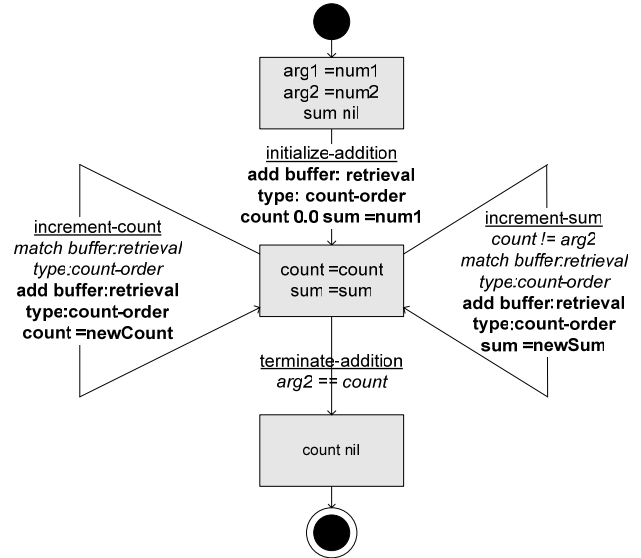 arg1 =num1
arg2 =num2
sum nil
initialize-addition
add buffer: retrieval
type: count-order
count 0.0 sum =num1
increment-count
match buffer:retrieval
type:count-order
add buffer:retrieval
type:count-order
count =newCount
count =count
sum =sum
increment-sum
count != arg2
match buffer:retrieval
type:count-order
add buffer:retrieval
type:count-order
sum =newSum
terminate-addition
arg2 == count
count nil